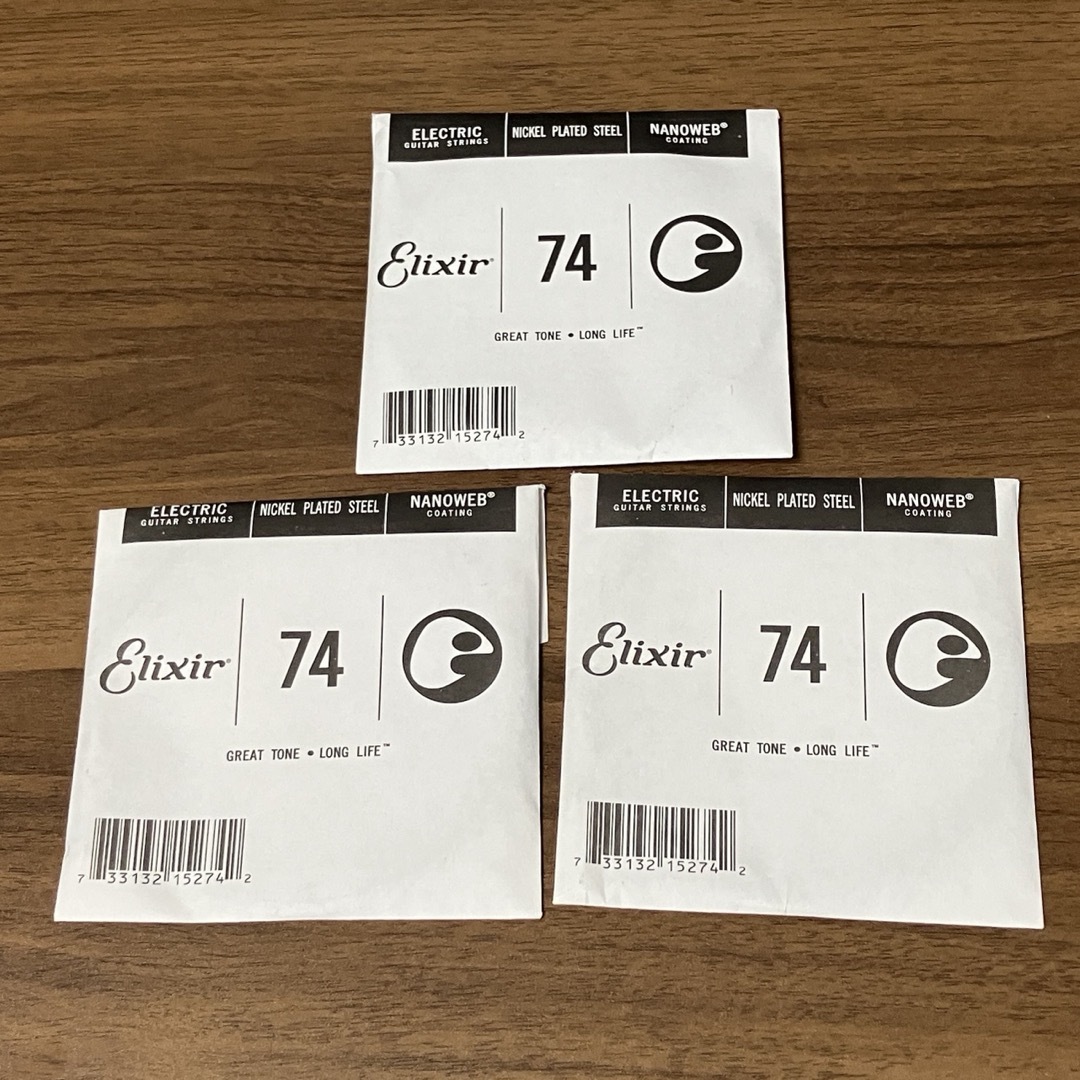 ELECTRIC
GUITAR STRINGS
NICKEL PLATED STEEL
NANOWEB®
COATING
Elixir®
74
GREAT TONE • LONG LIFE™
7 33132 15274 2
ELECTRIC
GUITAR STRINGS
NICKEL PLATED STEEL
NANOWEB®
COATING
Elixir®
74
GREAT TONE • LONG LIFE™
7 33132 15274 2
ELECTRIC
GUITAR STRINGS
NICKEL PLATED STEEL
NANOWEB®
COATING
Elixir®
74
GREAT TONE • LONG LIFE™
7 33132 15274 2